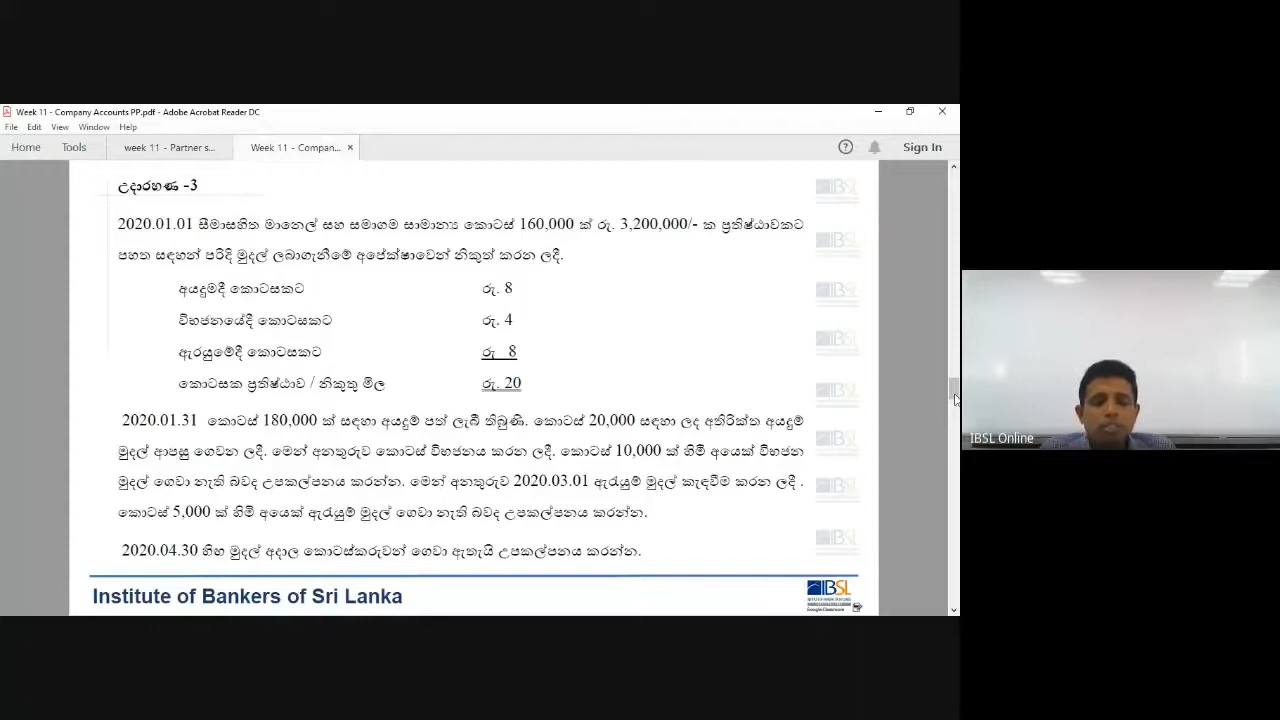 Week 11 - Company Accounts PP.pdf - Adobe Acrobat Reader DC
File Edit View Window Help
Home Tools week 11 - Partner s... Week 11 - Compan... × Sign In
උදාරහණ -3
2020.01.01 සීමාසහිත මානෙල් සහ සමාගම සාමාන්‍ය කොටස් 160,000 ක් රු. 3,200,000/- ක ප්‍රතිෂ්ඨාවකට
පහත සඳහන් පරිදි මුදල් ලබාගැනීමේ අපේක්ෂාවෙන් නිකුත් කරන ලදී.
අයදුමදී කොටසකට රු. 8
විභජනයේදී කොටසකට රු. 4
ඇරයුමේදී කොටසකට රු 8
කොටසක ප්‍රතිෂ්ඨාව / නිකුතු මිල රු. 20
2020.01.31 කොටස් 180,000 ක් සඳහා අයදුම් පත් ලැබී තිබුණි. කොටස් 20,000 සඳහා ලද අතිරික්ත අයදුම්
මුදල් ආපසු ගෙවන ලදී. මෙන් අනතුරුව කොටස් විභජනය කරන ලදී. කොටස් 10,000 ක් හිමි අයෙක් විභජන
මුදල් ගෙවා නැති බවද උපකල්පනය කරන්න. මෙන් අනතුරුව 2020.03.01 ඇරැයුම් මුදල් කැඳවීම කරන ලදී .
කොටස් 5,000 ක් හිමි අයෙක් ඇරැයුම් මුදල් ගෙවා නැති බවද උපකල්පනය කරන්න.
2020.04.30 හිඟ මුදල් අදාල කොටස්කරුවන් ගෙවා ඇතැයි උපකල්පනය කරන්න.
Institute of Bankers of Sri Lanka
IBSL
IBSL Online